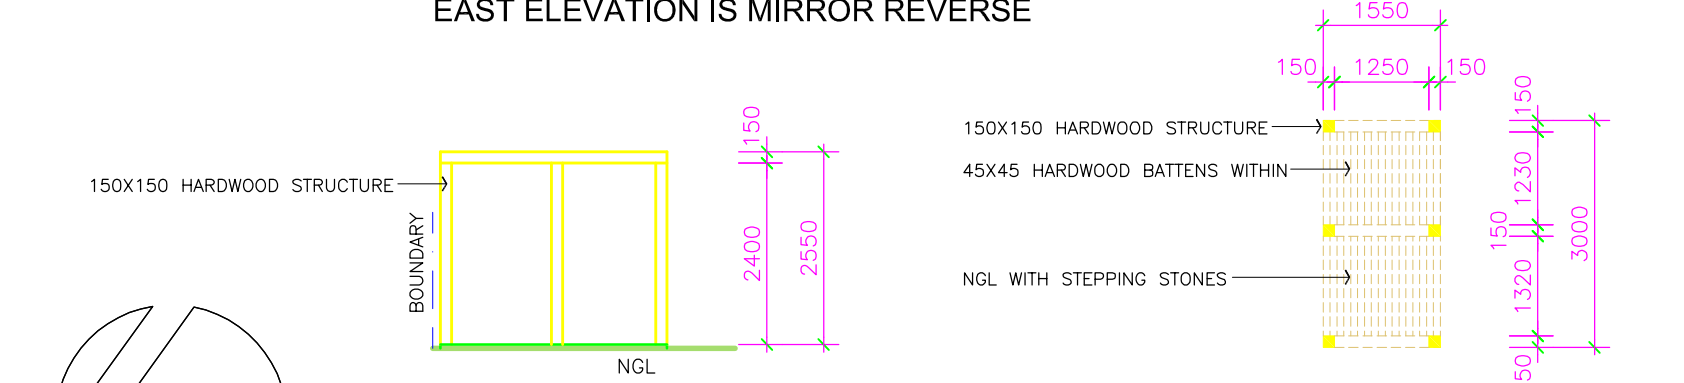 EAST ELEVATION IS MIRROR REVERSE
150X150 HARDWOOD STRUCTURE
BOUNDARY
NGL
150
2400
2550
1550
150 1250 150
150X150 HARDWOOD STRUCTURE
45X45 HARDWOOD BATTENS WITHIN
NGL WITH STEPPING STONES
150
1230
150
1320
3000
50